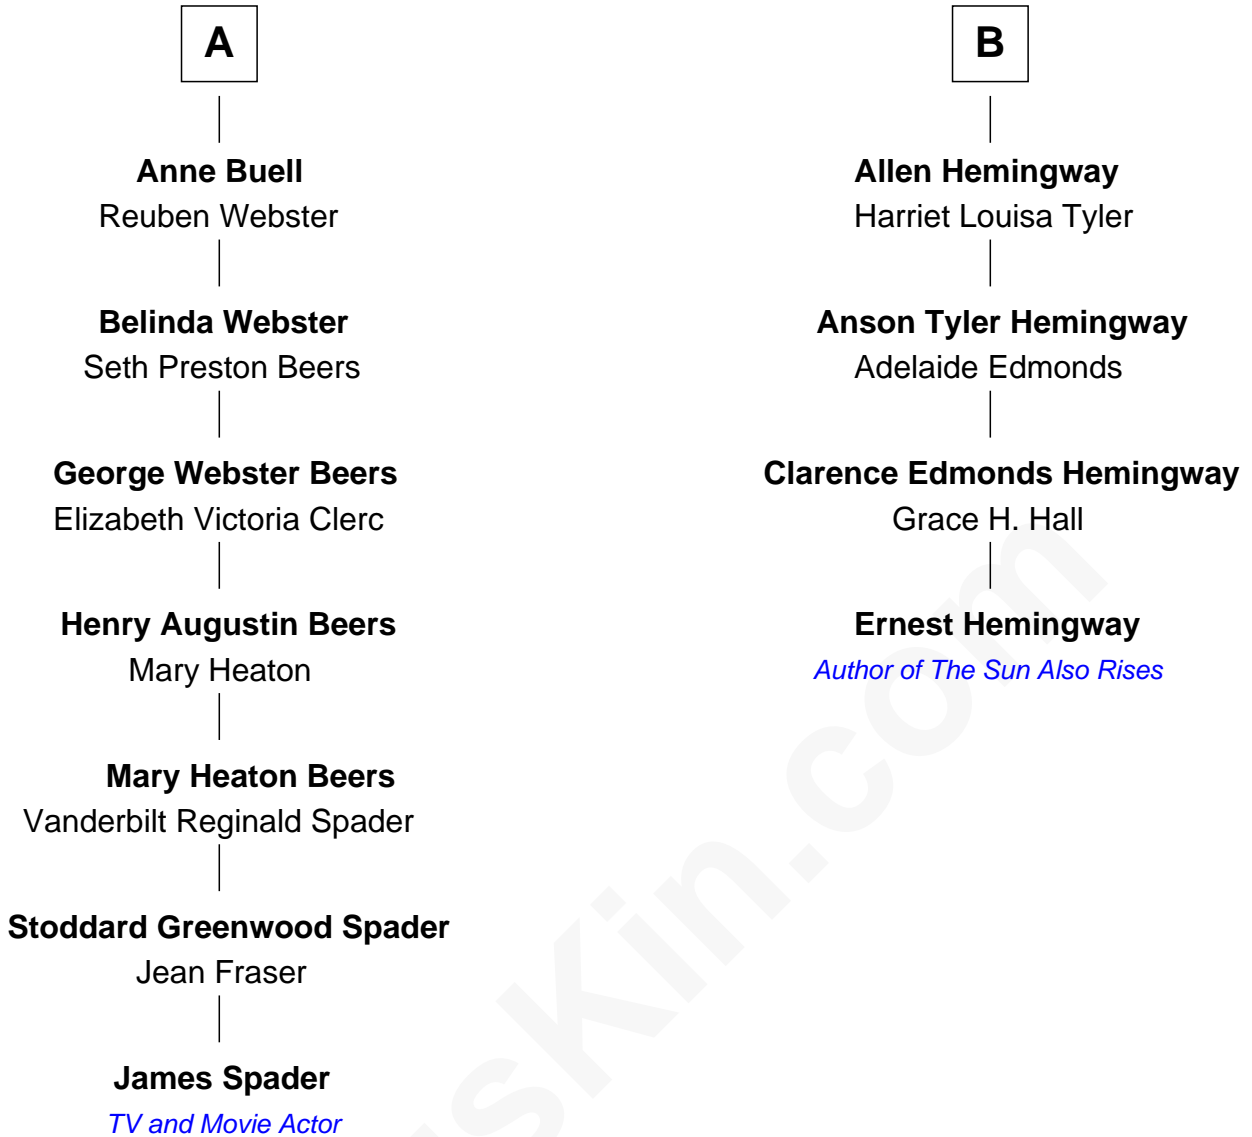 A
Anne Buell
Reuben Webster
Belinda Webster
Seth Preston Beers
George Webster Beers
Elizabeth Victoria Clerc
Henry Augustin Beers
Mary Heaton
Mary Heaton Beers
Vanderbilt Reginald Spader
Stoddard Greenwood Spader
Jean Fraser
James Spader
TV and Movie Actor
B
Allen Hemingway
Harriet Louisa Tyler
Anson Tyler Hemingway
Adelaide Edmonds
Clarence Edmonds Hemingway
Grace H. Hall
Ernest Hemingway
Author of The Sun Also Rises
sKin.com